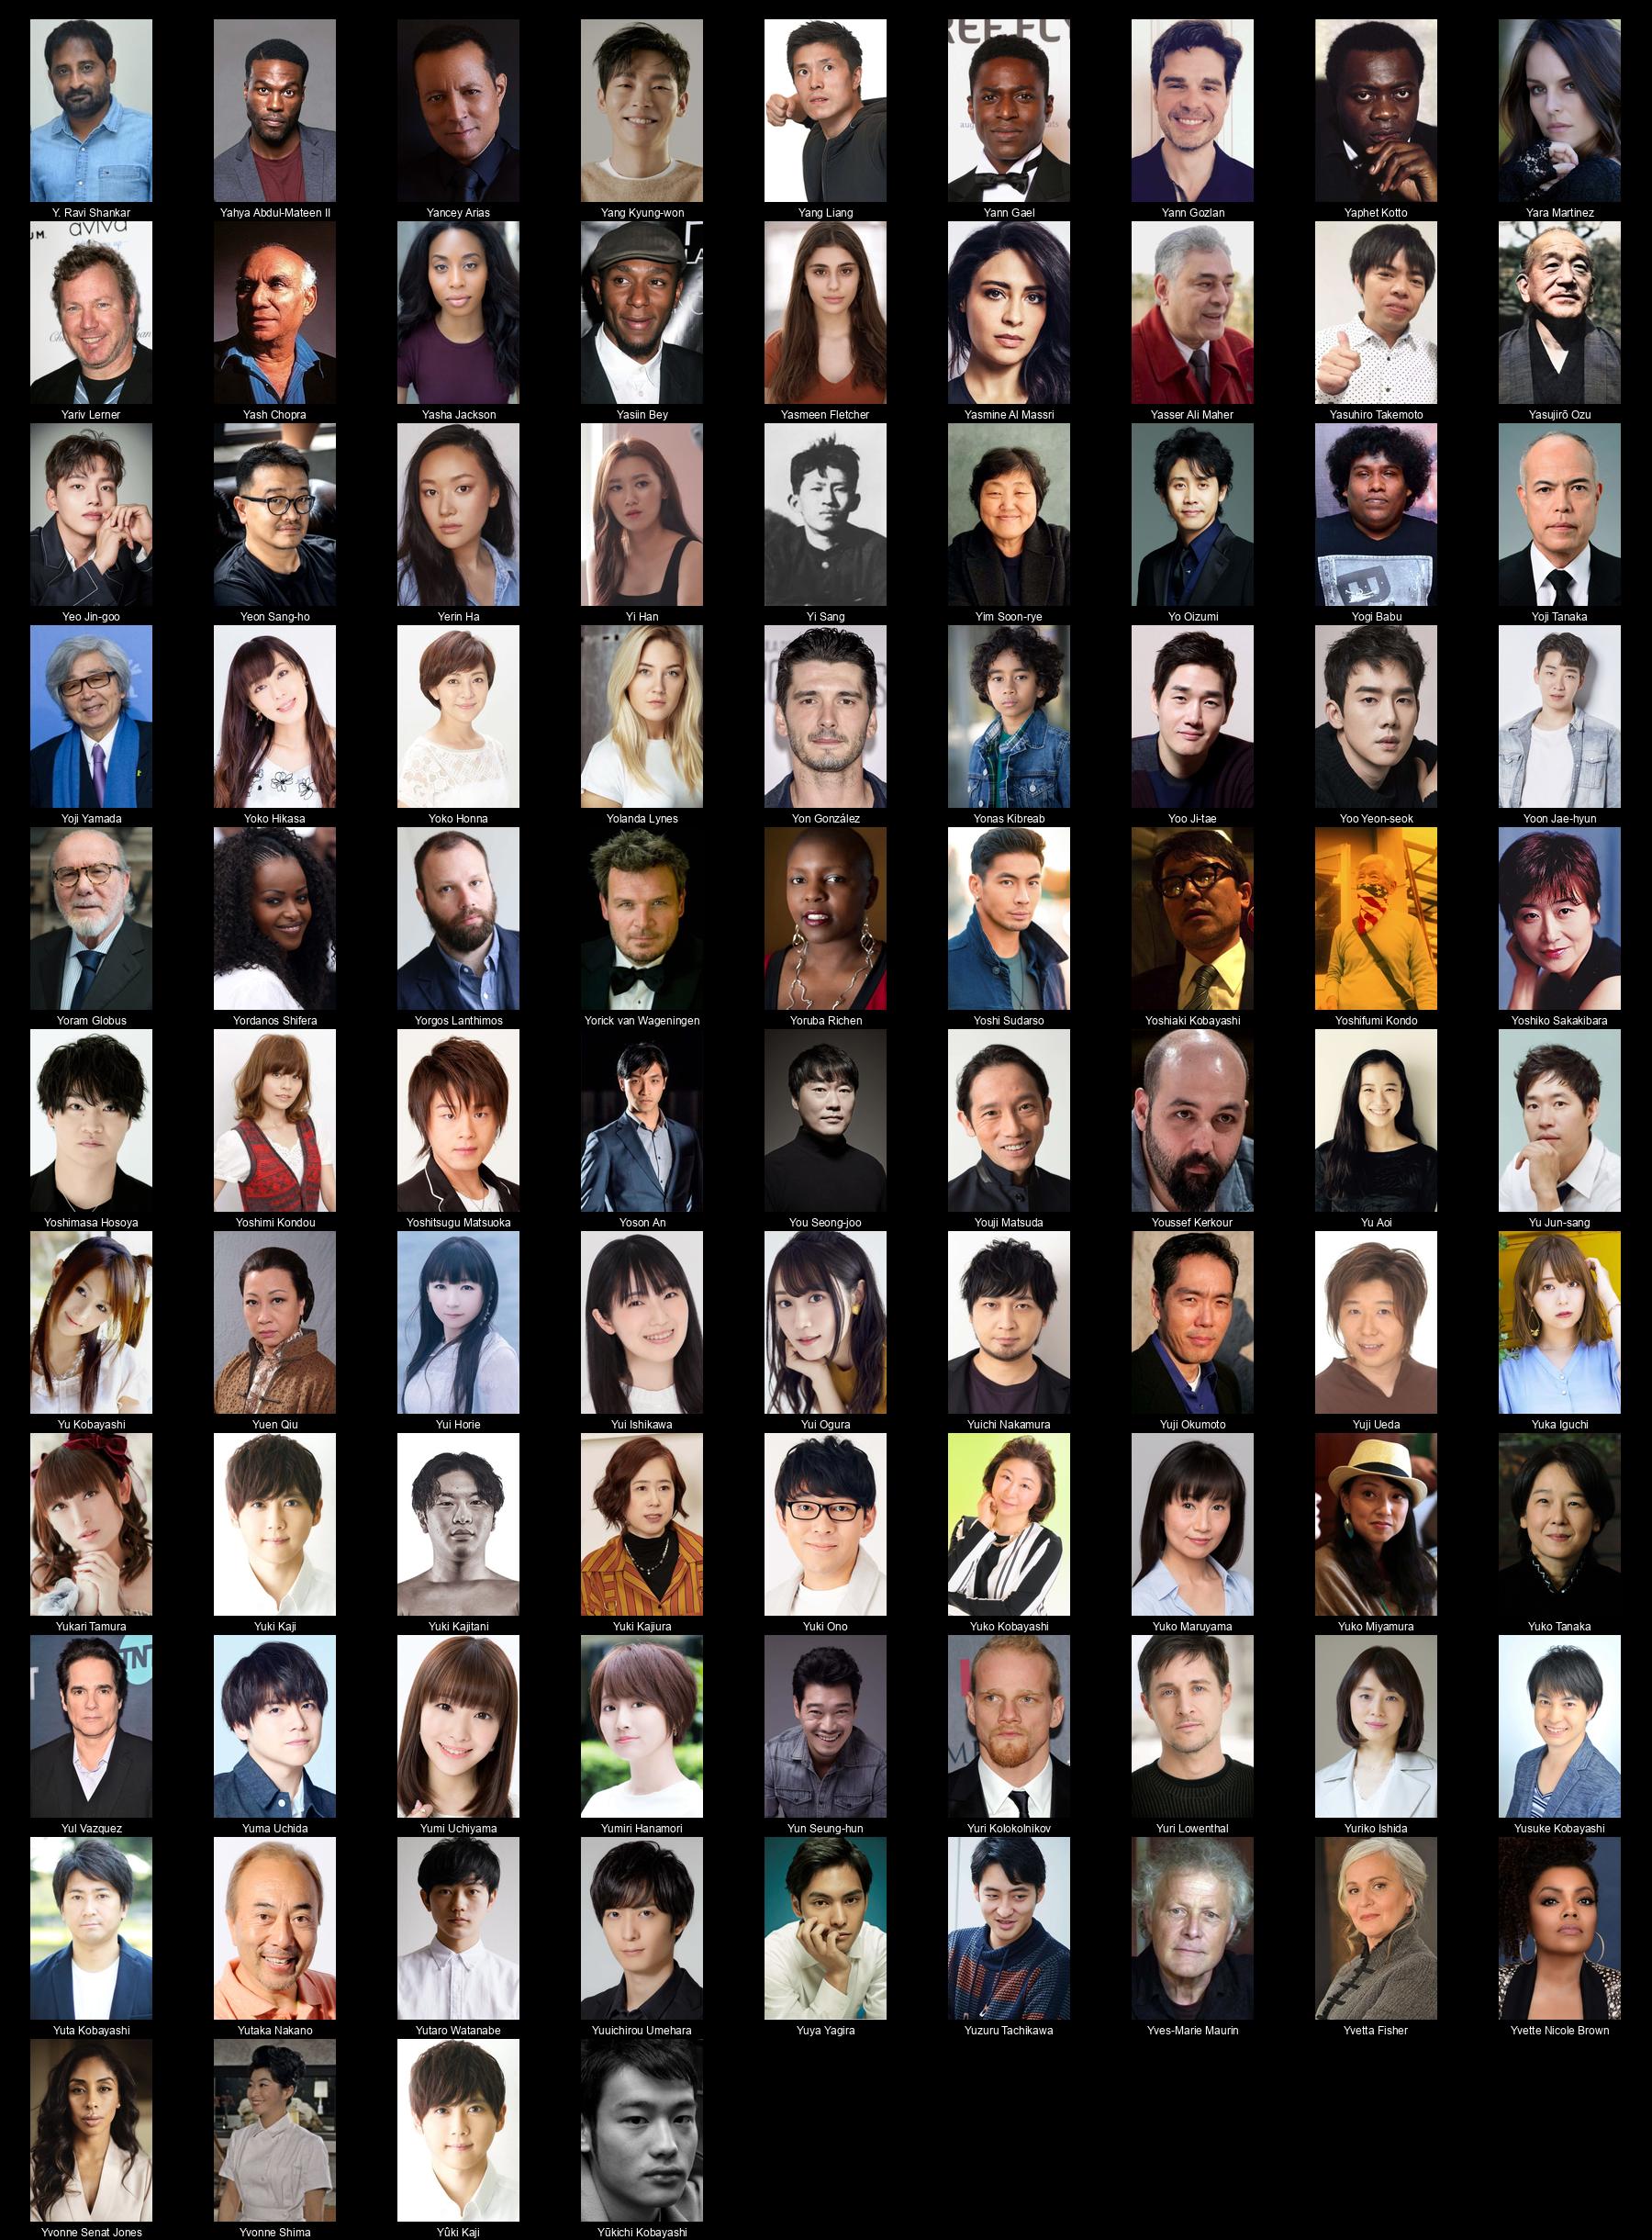 Y. Ravi Shankar
Yahya Abdul-Mateen II
Yancey Arias
Yang Kyung-won
Yang Liang
Yann Gael
Yann Gozlan
Yaphet Kotto
Yara Martinez
aviva
Yariv Lerner
Yash Chopra
Yasha Jackson
Yasiin Bey
Yasmeen Fletcher
Yasmine Al Massri
Yasser Ali Maher
Yasuhiro Takemoto
Yasujirō Ozu
Yeo Jin-goo
Yeon Sang-ho
Yerin Ha
Yi Han
Yi Sang
Yim Soon-rye
Yo Oizumi
Yogi Babu
Yoji Tanaka
Yoji Yamada
Yoko Hikasa
Yoko Honna
Yolanda Lynes
Yon González
Yonas Kibreab
Yoo Ji-tae
Yoo Yeon-seok
Yoon Jae-hyun
Yoram Globus
Yordanos Shifera
Yorgos Lanthimos
Yorick van Wageningen
Yoruba Richen
Yoshi Sudarso
Yoshiaki Kobayashi
Yoshifumi Kondo
Yoshiko Sakakibara
Yoshimasa Hosoya
Yoshimi Kondou
Yoshitsugu Matsuoka
Yoson An
You Seong-joo
Youji Matsuda
Youssef Kerkour
Yu Aoi
Yu Jun-sang
Yu Kobayashi
Yuen Qiu
Yui Horie
Yui Ishikawa
Yui Ogura
Yuichi Nakamura
Yuji Okumoto
Yuji Ueda
Yuka Iguchi
Yukari Tamura
Yuki Kaji
Yuki Kajitani
Yuki Kajiura
Yuki Ono
Yuko Kobayashi
Yuko Maruyama
Yuko Miyamura
Yuko Tanaka
TNT
Yul Vazquez
Yuma Uchida
Yumi Uchiyama
Yumiri Hanamori
Yun Seung-hun
Yuri Kolokolnikov
Yuri Lowenthal
Yuriko Ishida
Yusuke Kobayashi
Yuta Kobayashi
Yutaka Nakano
Yutaro Watanabe
Yuuichirou Umehara
Yuya Yagira
Yuzuru Tachikawa
Yves-Marie Maurin
Yvetta Fisher
Yvette Nicole Brown
Yvonne Senat Jones
Yvonne Shima
Yûki Kaji
Yūkichi Kobayashi